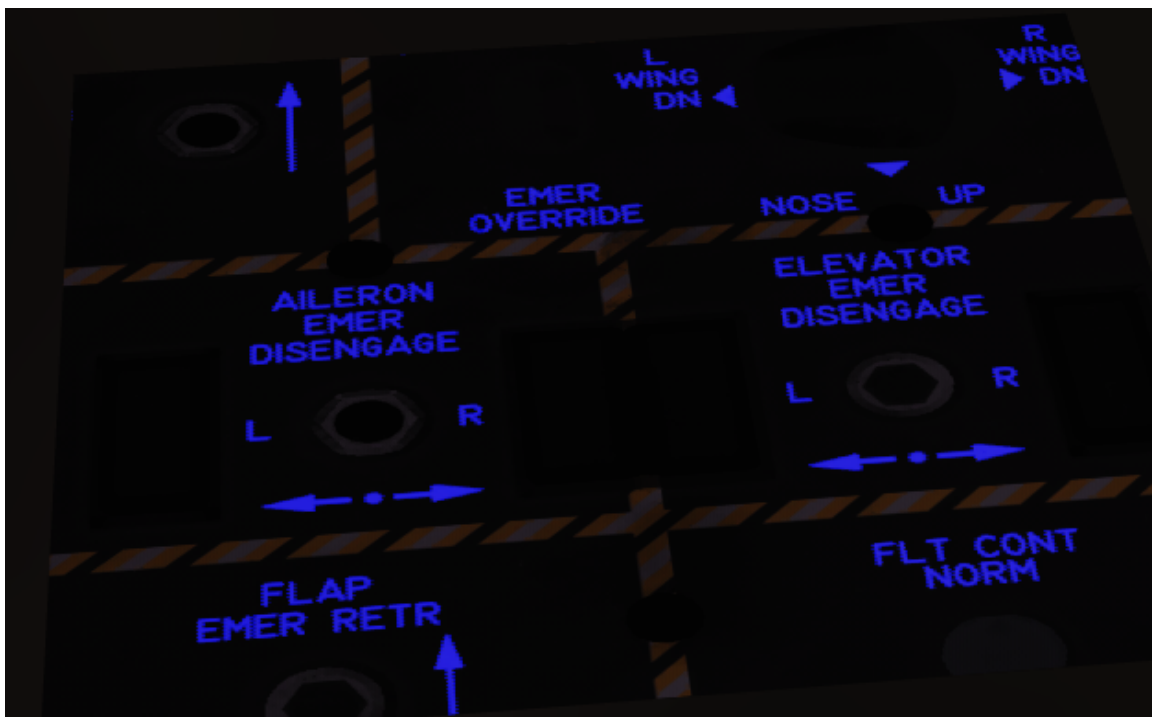 L
WING
DN
R
WING
DN
EMER
OVERRIDE
NOSE UP
AILERON
EMER
DISENGAGE
L R
ELEVATOR
EMER
DISENGAGE
L R
FLAP
EMER RETR
FLT CONT
NORM